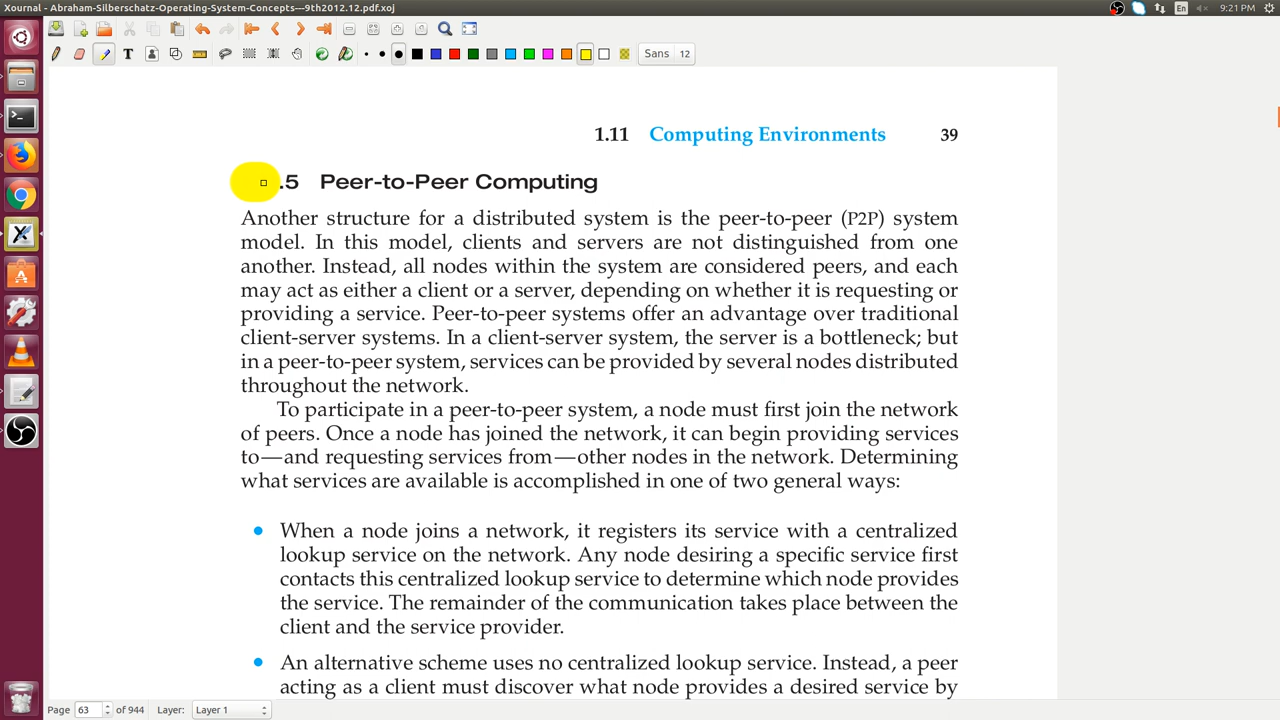 Xournal - Abraham-Silberschatz-Operating-System-Concepts---9th2012.12.pdf.xoj
En
9:21 PM
T
Sans 12
1.11 Computing Environments 39
.5 Peer-to-Peer Computing
Another structure for a distributed system is the peer-to-peer (P2P) system
model. In this model, clients and servers are not distinguished from one
another. Instead, all nodes within the system are considered peers, and each
may act as either a client or a server, depending on whether it is requesting or
providing a service. Peer-to-peer systems offer an advantage over traditional
client-server systems. In a client-server system, the server is a bottleneck; but
in a peer-to-peer system, services can be provided by several nodes distributed
throughout the network.
To participate in a peer-to-peer system, a node must first join the network
of peers. Once a node has joined the network, it can begin providing services
to—and requesting services from—other nodes in the network. Determining
what services are available is accomplished in one of two general ways:
• When a node joins a network, it registers its service with a centralized
lookup service on the network. Any node desiring a specific service first
contacts this centralized lookup service to determine which node provides
the service. The remainder of the communication takes place between the
client and the service provider.
• An alternative scheme uses no centralized lookup service. Instead, a peer
acting as a client must discover what node provides a desired service by
Page 63 of 944 Layer: Layer 1